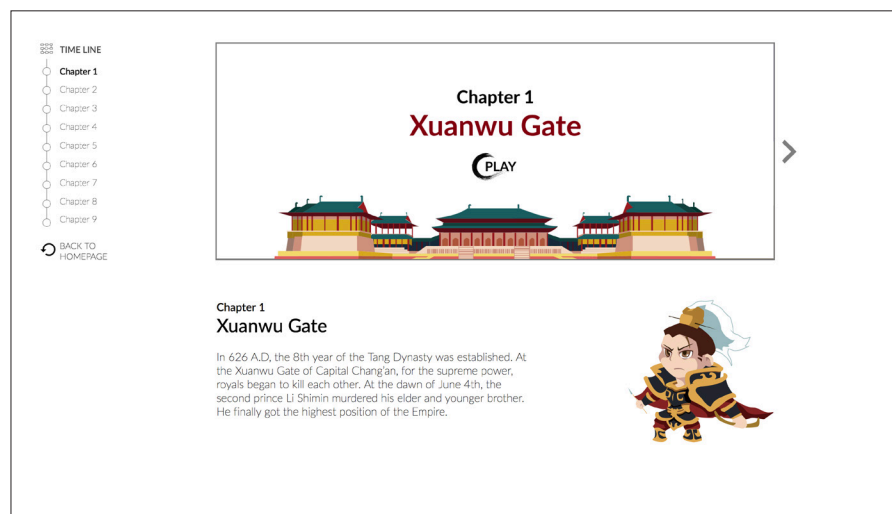 TIME LINE
Chapter 1
Chapter 2
Chapter 3
Chapter 4
Chapter 5
Chapter 6
Chapter 7
Chapter 8
Chapter 9
BACK TO
HOMEPAGE
Chapter 1
Xuanwu Gate
PLAY
Chapter 1
Xuanwu Gate
In 626 A.D, the 8th year of the Tang Dynasty was established. At
the Xuanwu Gate of Capital Chang'an, for the supreme power,
royals began to kill each other. At the dawn of June 4th, the
second prince Li Shimin murdered his elder and younger brother.
He finally got the highest position of the Empire.